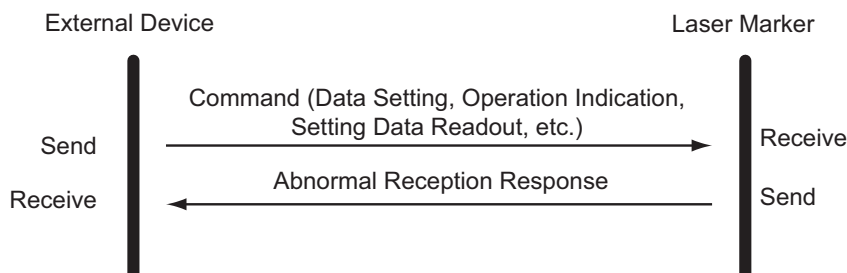 External Device
Laser Marker
Command (Data Setting, Operation Indication,
Setting Data Readout, etc.)
Send
Receive
Abnormal Reception Response
Receive
Send